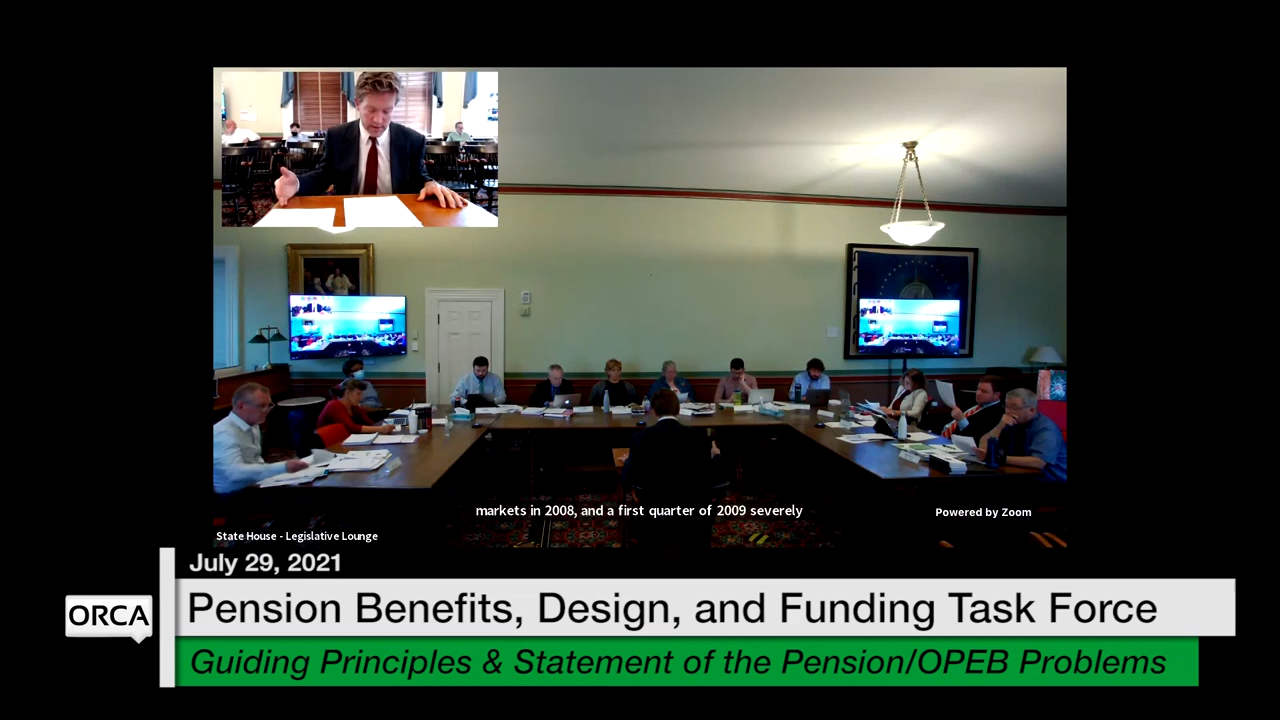 markets in 2008, and a first quarter of 2009 severely
Powered by Zoom
State House - Legislative Lounge
July 29, 2021
ORCA
Pension Benefits, Design, and Funding Task Force
Guiding Principles & Statement of the Pension/OPEB Problems